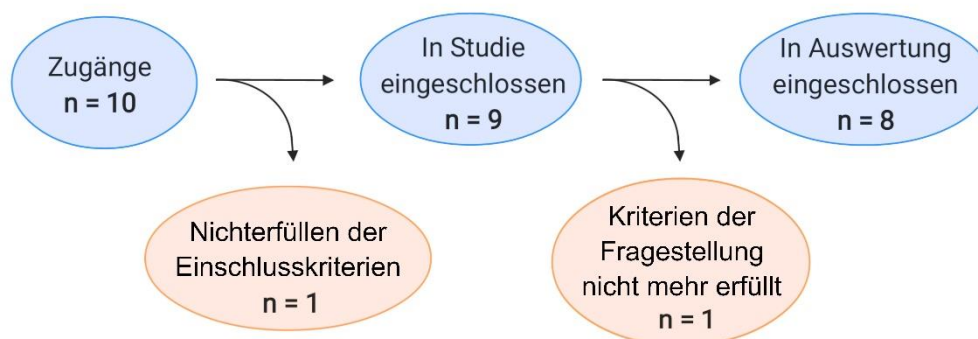 Zugänge
n = 10
In Studie
eingeschlossen
n = 9
In Auswertung
eingeschlossen
n = 8
Nichterfüllen der
Einschlusskriterien
n = 1
Kriterien der
Fragestellung
nicht mehr erfüllt
n = 1